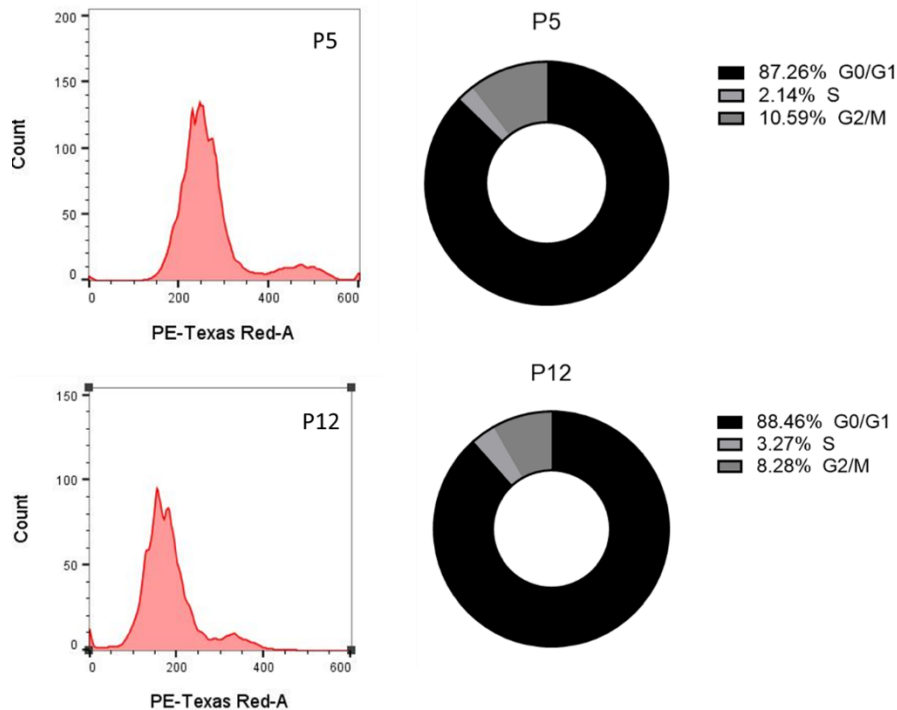 P5
200
150
100
50
0
Count
0 200 400 600
PE-Texas Red-A
P5
87.26% G0/G1
2.14% S
10.59% G2/M
P12
150
100
50
0
Count
0 200 400 600
PE-Texas Red-A
P12
88.46% G0/G1
3.27% S
8.28% G2/M